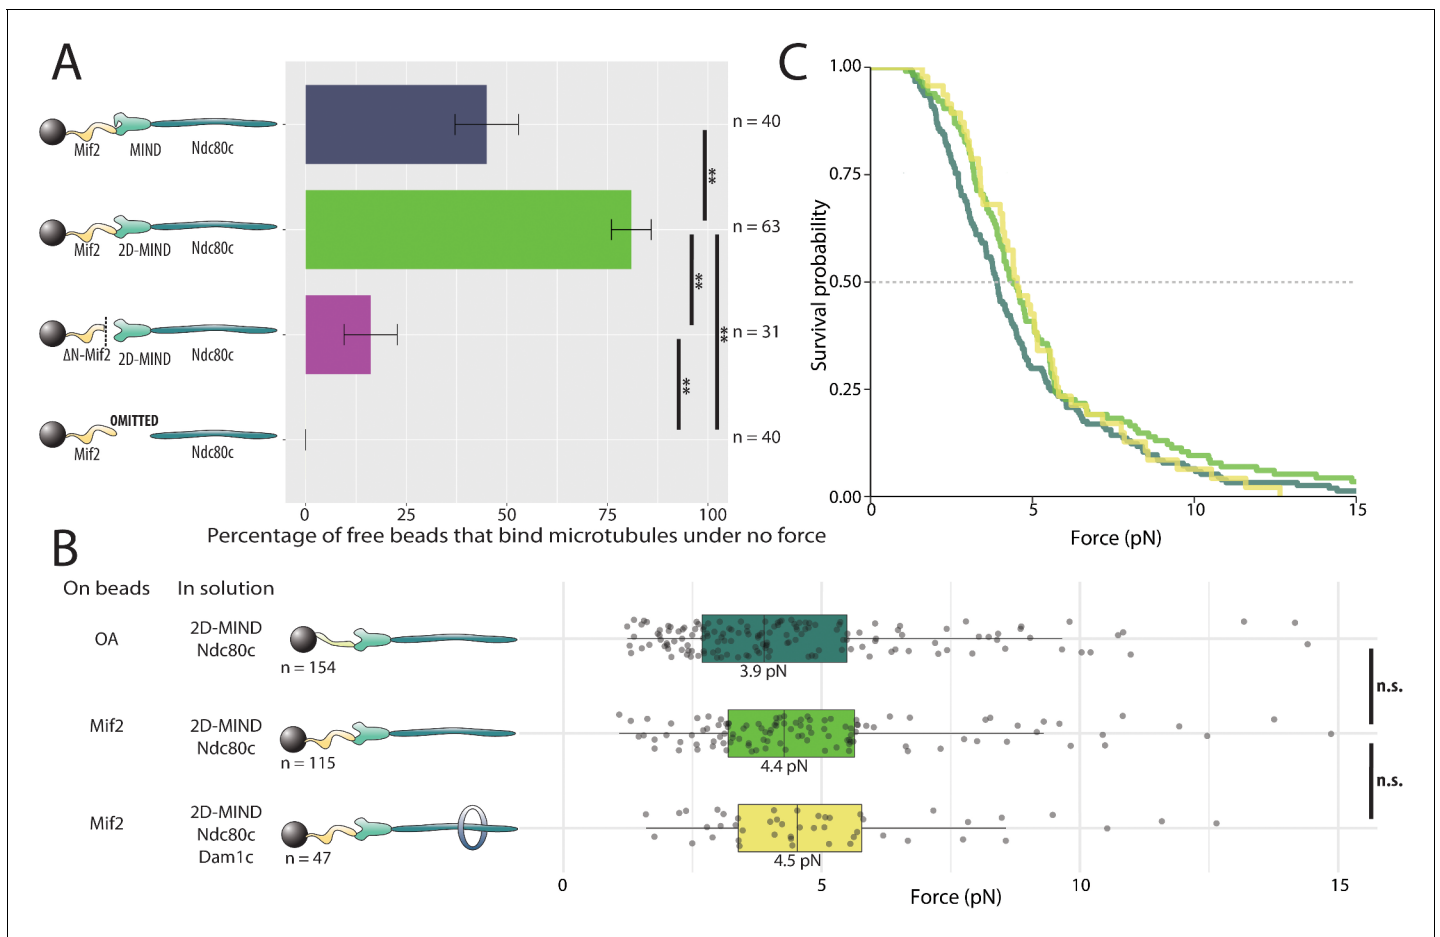 A
Mif2 MIND Ndc80c
n = 40
**
Mif2 2D-MIND Ndc80c
n = 63
**
**
ΔN-Mif2 2D-MIND Ndc80c
n = 31
**
OMITTED
Mif2 Ndc80c
n = 40
0 25 50 75 100
Percentage of free beads that bind microtubules under no force
C
1.00
0.75
0.50
0.25
0.00
Survival probability
0 5 10 15
Force (pN)
B
On beads In solution
OA
2D-MIND
Ndc80c
n = 154
3.9 pN
n.s.
Mif2
2D-MIND
Ndc80c
n = 115
4.4 pN
n.s.
Mif2
2D-MIND
Ndc80c
Dam1c
n = 47
4.5 pN
0 5 10 15
Force (pN)